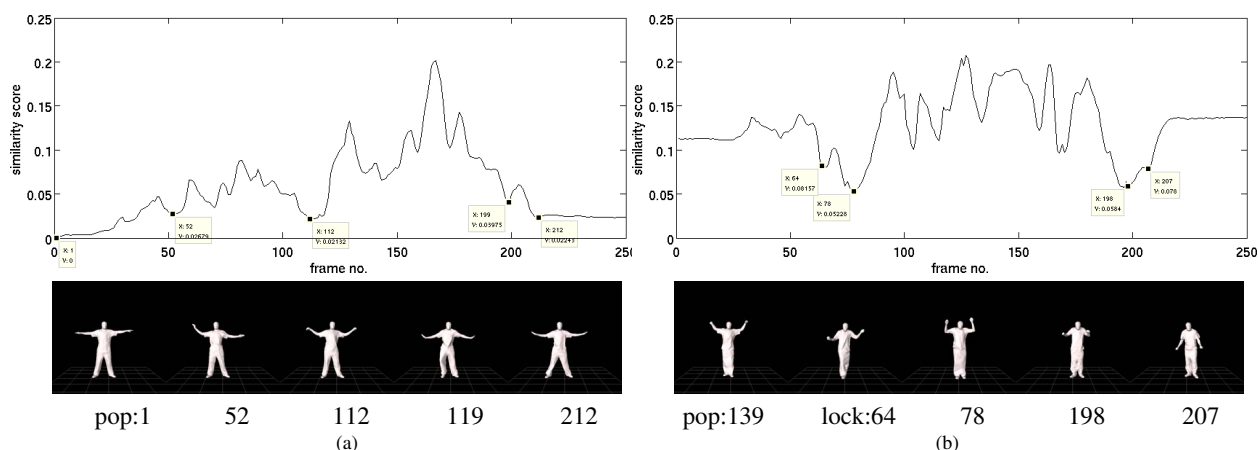 0.25
0.2
0.15
0.1
0.05
0
similarity score
0 50 100 150 200 250
frame no.
X: 1
Y: 0
X: 52
Y: 0.02679
X: 112
Y: 0.02132
X: 199
Y: 0.03975
X: 212
Y: 0.02243
pop:1 52 112 119 212
(a)
0.25
0.2
0.15
0.1
0.05
0
similarity score
0 50 100 150 200 250
frame no.
X: 64
Y: 0.08157
X: 78
Y: 0.05228
X: 198
Y: 0.0584
X: 207
Y: 0.078
pop:139 lock:64 78 198 207
(b)